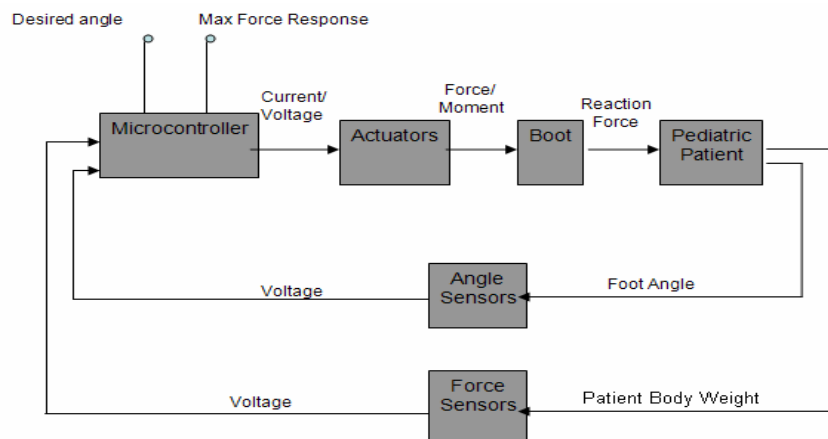 Desired angle
Max Force Response
Microcontroller
Current/
Voltage
Actuators
Force/
Moment
Boot
Reaction
Force
Pediatric
Patient
Voltage
Angle
Sensors
Foot Angle
Voltage
Force
Sensors
Patient Body Weight